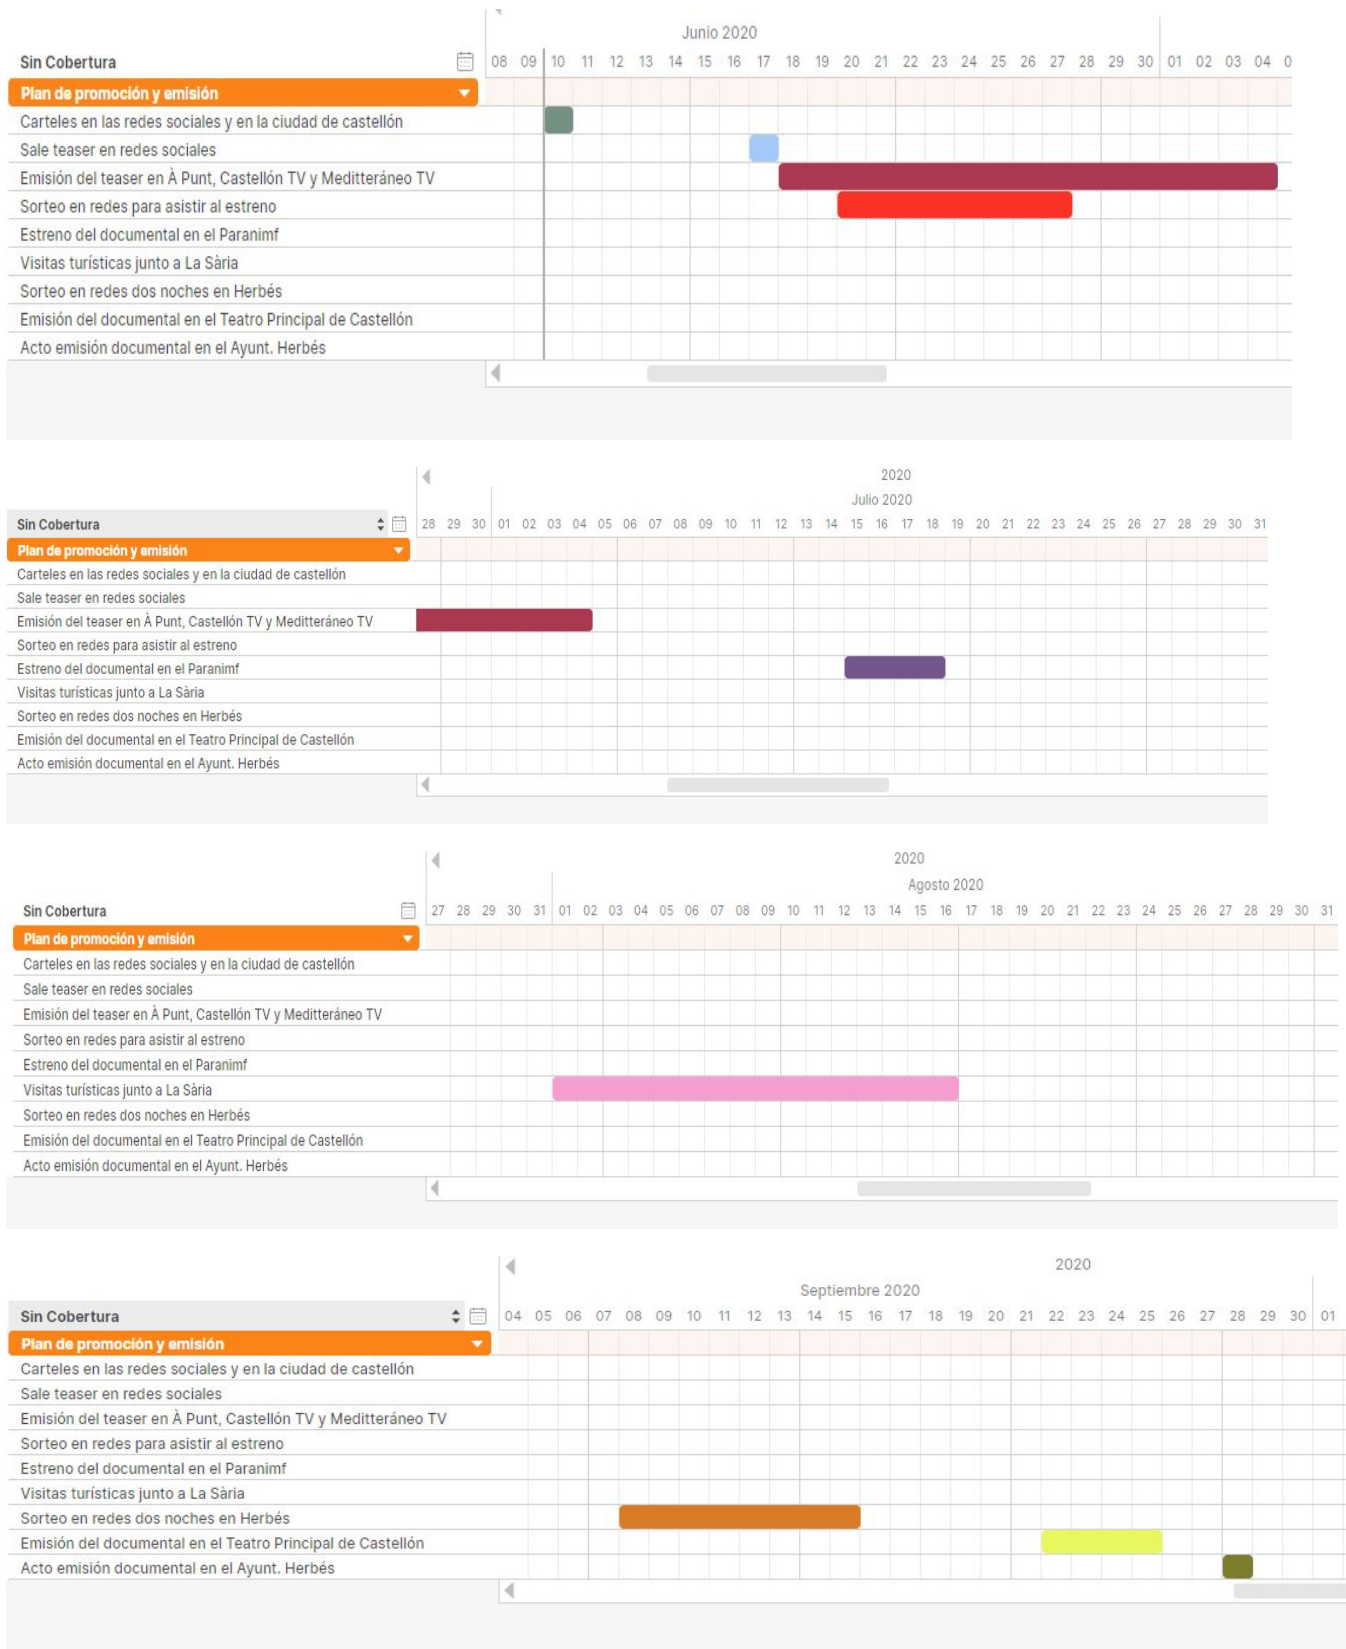 Junio 2020
Sin Cobertura 08 09 10 11 12 13 14 15 16 17 18 19 20 21 22 23 24 25 26 27 28 29 30 01 02 03 04 0
Plan de promoción y emisión
Carteles en las redes sociales y en la ciudad de castellón
Sale teaser en redes sociales
Emisión del teaser en À Punt, Castellón TV y Meditteráneo TV
Sorteo en redes para asistir al estreno
Estreno del documental en el Paranimf
Visitas turísticas junto a La Sària
Sorteo en redes dos noches en Herbés
Emisión del documental en el Teatro Principal de Castellón
Acto emisión documental en el Ayunt. Herbés
2020
Julio 2020
Sin Cobertura 28 29 30 01 02 03 04 05 06 07 08 09 10 11 12 13 14 15 16 17 18 19 20 21 22 23 24 25 26 27 28 29 30 31
Plan de promoción y emisión
Carteles en las redes sociales y en la ciudad de castellón
Sale teaser en redes sociales
Emisión del teaser en À Punt, Castellón TV y Meditteráneo TV
Sorteo en redes para asistir al estreno
Estreno del documental en el Paranimf
Visitas turísticas junto a La Sària
Sorteo en redes dos noches en Herbés
Emisión del documental en el Teatro Principal de Castellón
Acto emisión documental en el Ayunt. Herbés
2020
Agosto 2020
Sin Cobertura 27 28 29 30 31 01 02 03 04 05 06 07 08 09 10 11 12 13 14 15 16 17 18 19 20 21 22 23 24 25 26 27 28 29 30 31
Plan de promoción y emisión
Carteles en las redes sociales y en la ciudad de castellón
Sale teaser en redes sociales
Emisión del teaser en À Punt, Castellón TV y Meditteráneo TV
Sorteo en redes para asistir al estreno
Estreno del documental en el Paranimf
Visitas turísticas junto a La Sària
Sorteo en redes dos noches en Herbés
Emisión del documental en el Teatro Principal de Castellón
Acto emisión documental en el Ayunt. Herbés
2020
Septiembre 2020
Sin Cobertura 04 05 06 07 08 09 10 11 12 13 14 15 16 17 18 19 20 21 22 23 24 25 26 27 28 29 30 01
Plan de promoción y emisión
Carteles en las redes sociales y en la ciudad de castellón
Sale teaser en redes sociales
Emisión del teaser en À Punt, Castellón TV y Meditteráneo TV
Sorteo en redes para asistir al estreno
Estreno del documental en el Paranimf
Visitas turísticas junto a La Sària
Sorteo en redes dos noches en Herbés
Emisión del documental en el Teatro Principal de Castellón
Acto emisión documental en el Ayunt. Herbés